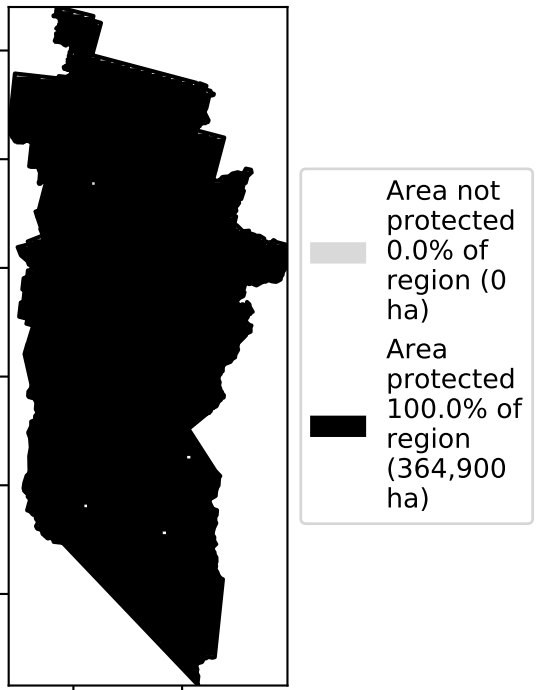 Area not
protected
0.0% of
region (0
ha)
Area
protected
100.0% of
region
(364,900
ha)